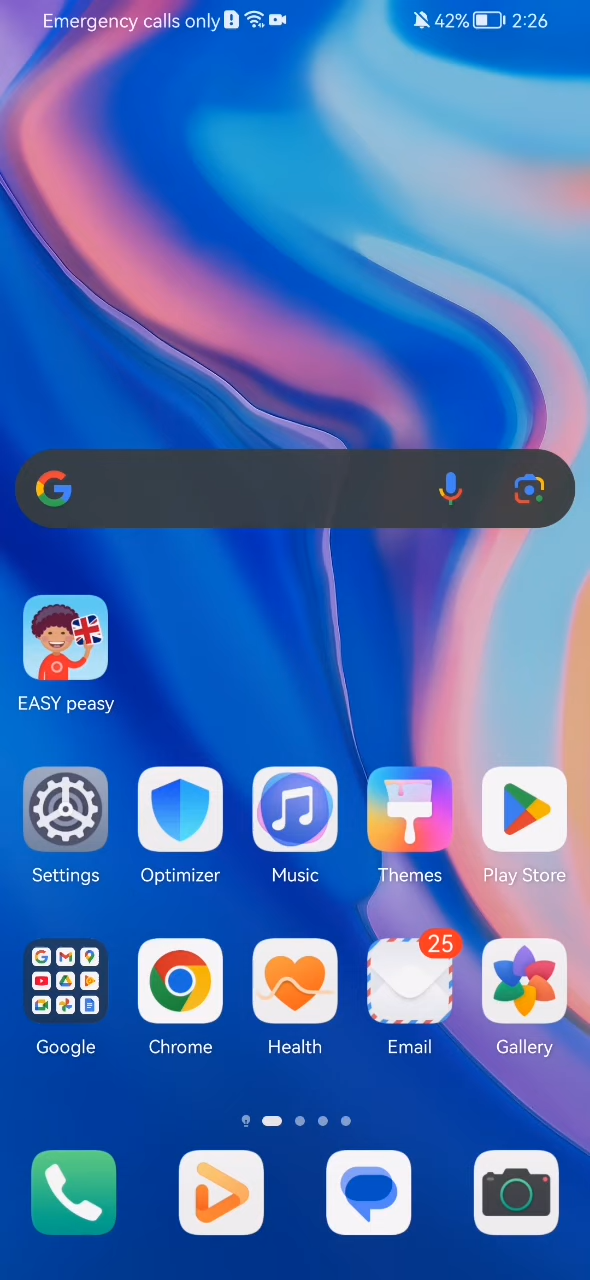 Emergency calls only 42% 2:26
EASY peasy
Settings Optimizer Music Themes Play Store
25
Google Chrome Health Email Gallery